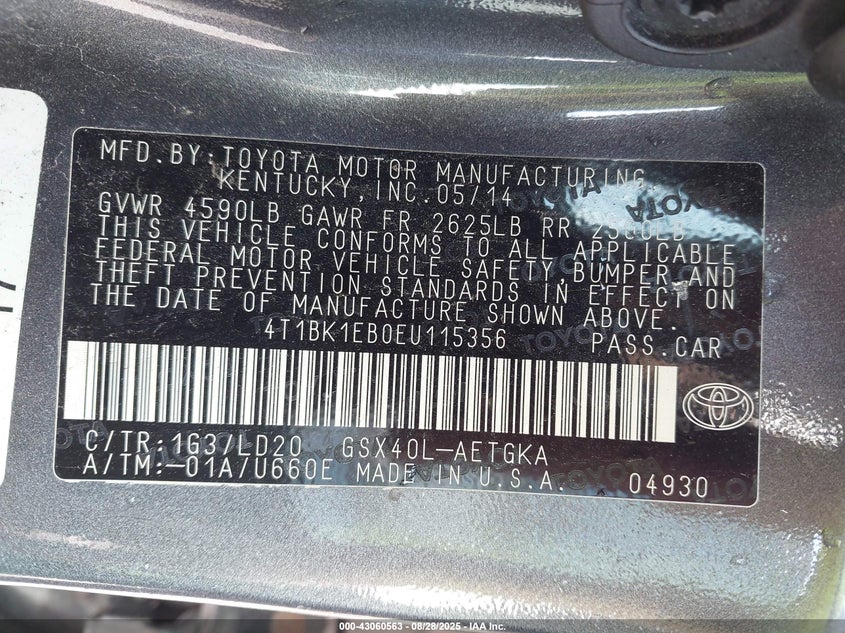 MFD.BY:TOYOTA MOTOR MANUFACTURING
KENTUCKY,INC.05/14
GVWR 4590LB GAWR FR 2625LB RR
THIS VEHICLE CONFORMS TO ALL APPLICABLE
FEDERAL MOTOR VEHICLE SAFETY,BUMPER,AND
THEFT PREVENTION STANDARDS IN EFFECT ON
THE DATE OF MANUFACTURE SHOWN ABOVE.
4T1BK1EB0EU115356 PASS.CAR
C/TR:1G3/LD20 GSX40L-AETGKA
A/TM:-01A/U660E MADE IN U.S.A. 04930
TOYOTA
000-43060563 — 08/28/2025 — IAA Inc.